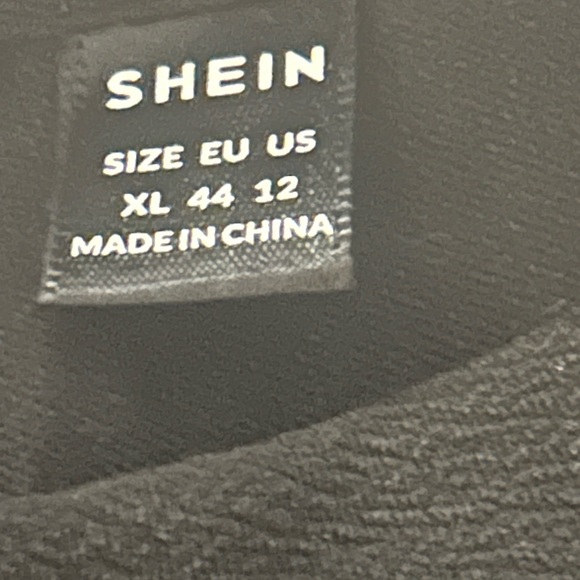 SHEIN
SIZE EU US
XL 44 12
MADE IN CHINA